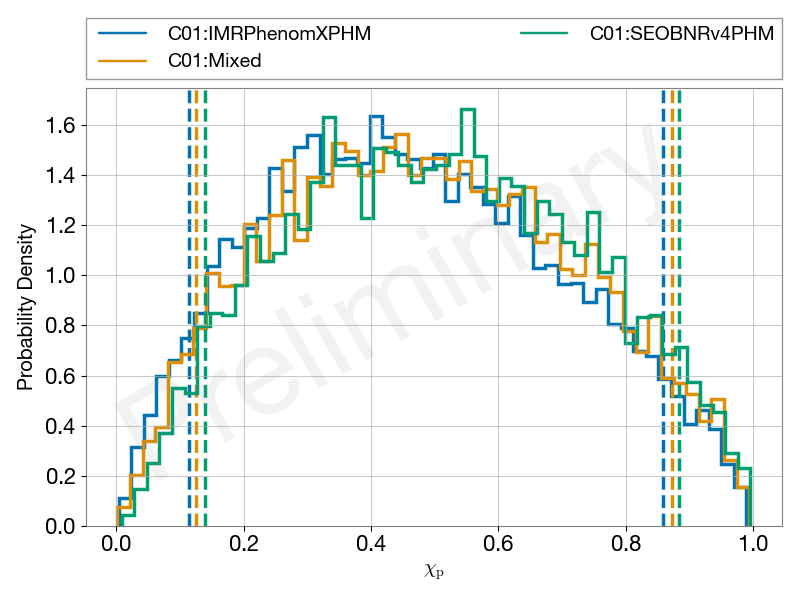 C01:IMRPhenomXPHM
C01:SEOBNRv4PHM
C01:Mixed
Preliminary
Probability Density
1.6
1.4
1.2
1.0
0.8
0.6
0.4
0.2
0.0
0.0 0.2 0.4 0.6 0.8 1.0
χp